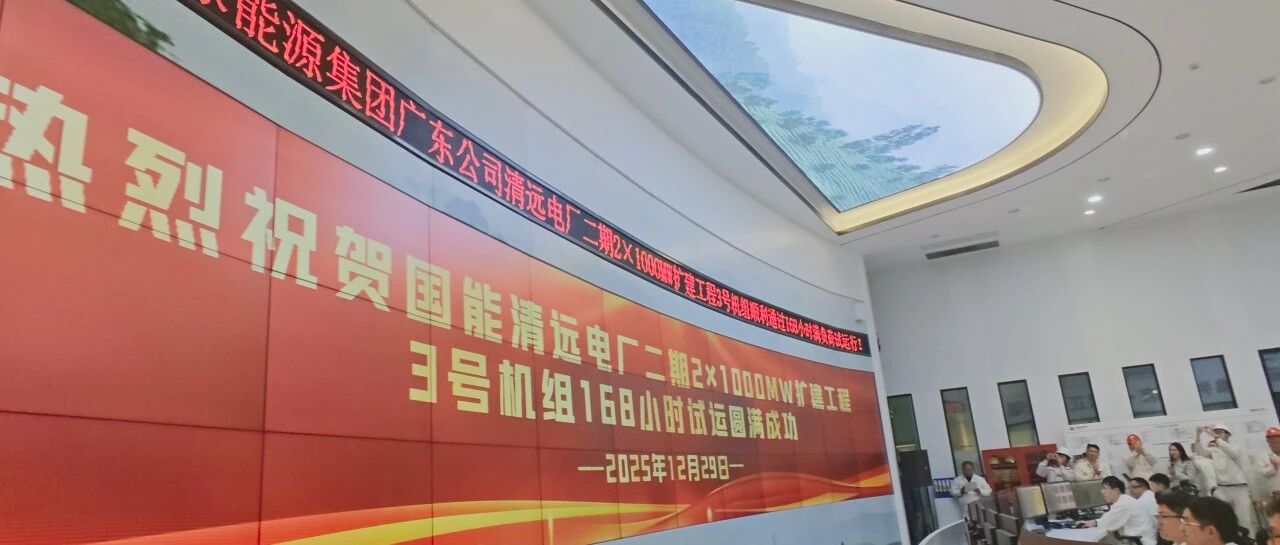 能源集团广东公司清远电厂二期2×1000MW扩建工程3号机组顺利通过168小时满负荷试运行！
热烈祝贺国能清远电厂二期2×1000MW扩建工程
3号机组168小时试运圆满成功
—2025年12月29日—